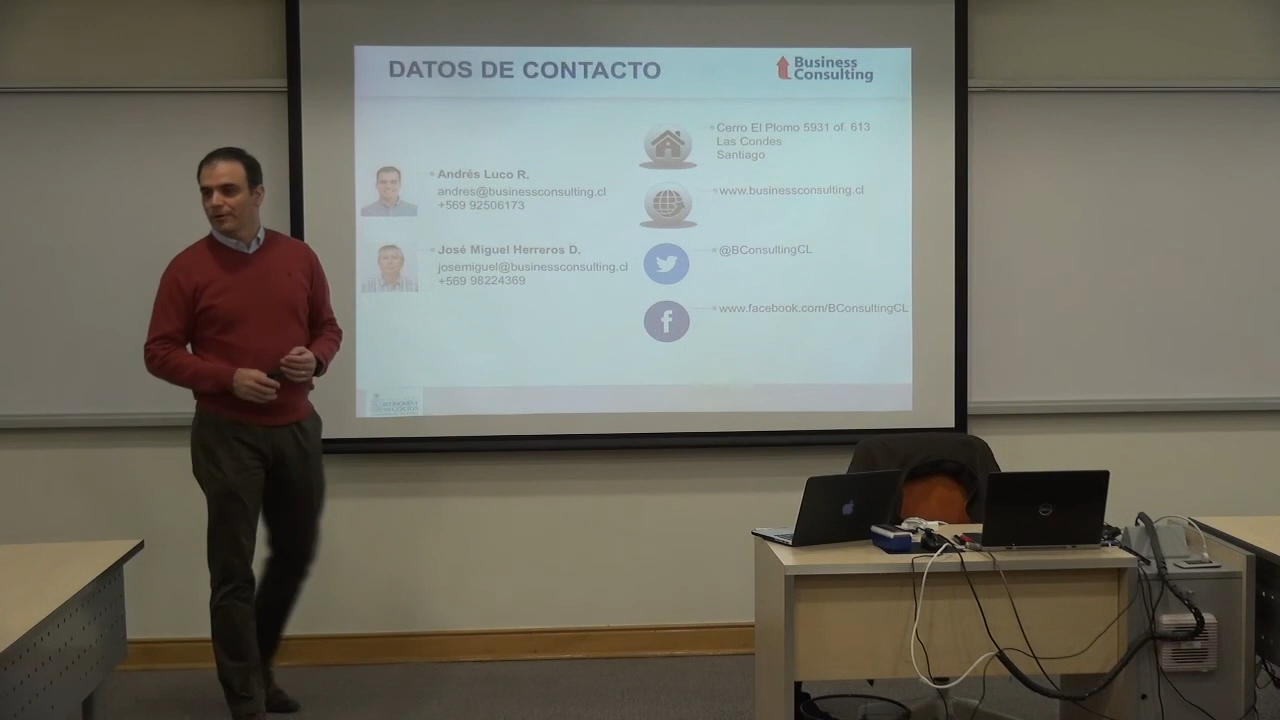 DATOS DE CONTACTO
Business
Consulting
Andrés Luco R.
andres@businessconsulting.cl
+569 92506173
José Miguel Herreros D.
josemiguel@businessconsulting.cl
+569 98224369
Cerro El Plomo 5931 of. 613
Las Condes
Santiago
www.businessconsulting.cl
@BConsultingCL
www.facebook.com/BConsultingCL